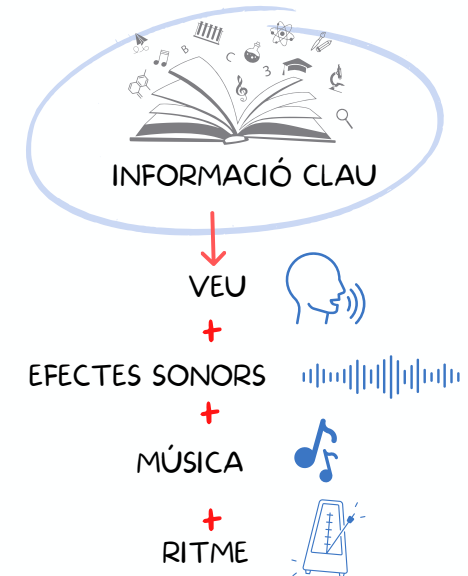 INFORMACIÓ CLAU
VEU
+
EFECTES SONORS
+
MÚSICA
+
RITME